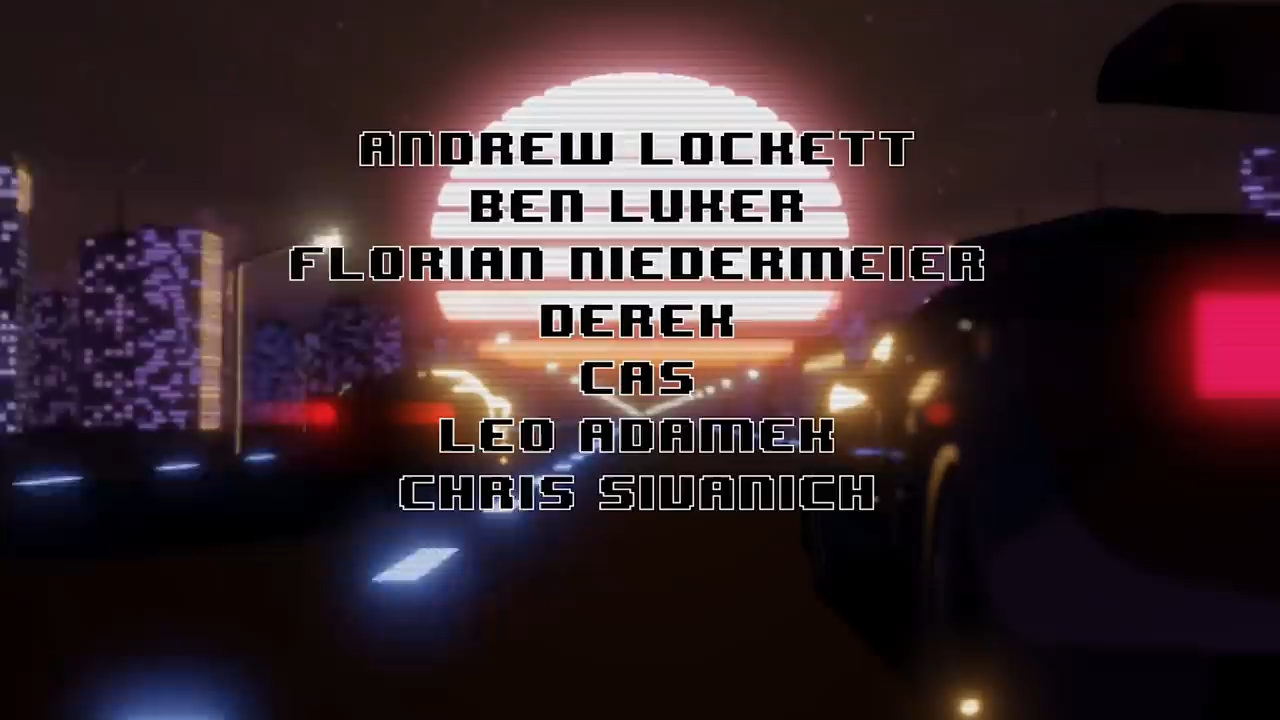 ANDREW LOCKETT
BEN LUKER
FLORIAN NIEDERMEIER
DEREK
CAS
LEO ADAMEK
CHRIS SIVANICH